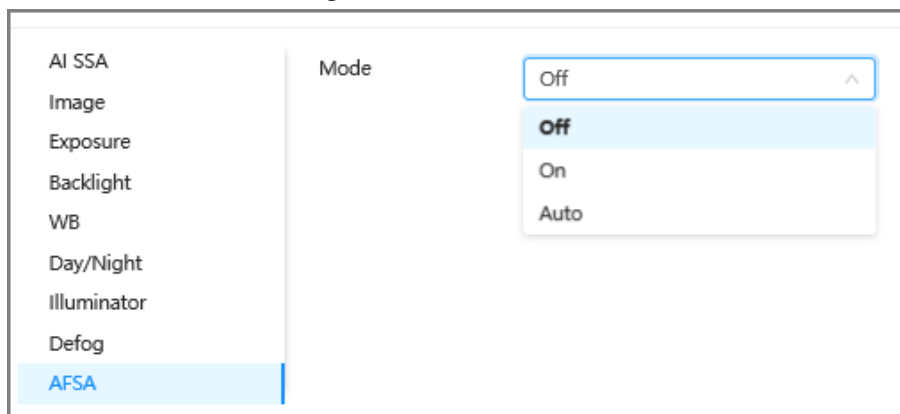 AI SSA
Image
Exposure
Backlight
WB
Day/Night
Illuminator
Defog
AFSA
Mode
Off
Off
On
Auto